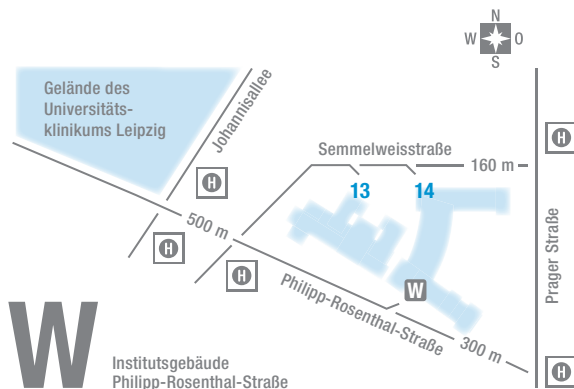 N
W O
S
Gelände des
Universitäts-
klinikums Leipzig
Johannisallee
H
Semmelweisstraße
160 m
H
13
14
H
500 m
H
H
Prager Straße
W
Philipp-Rosenthal-Straße
300 m
H
W
Institutsgebäude
Philipp-Rosenthal-Straße